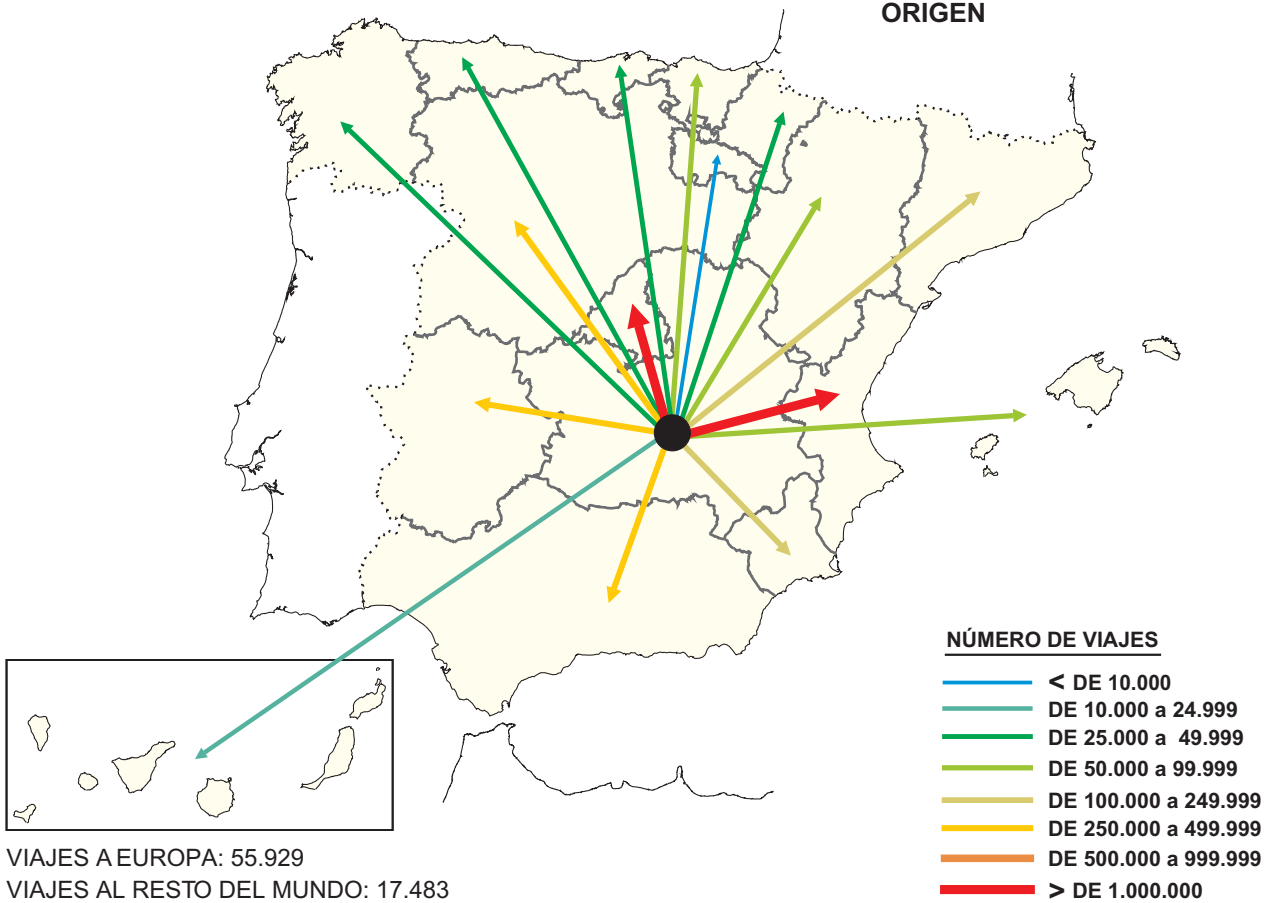 ORIGEN
NÚMERO DE VIAJES
< DE 10.000
DE 10.000 a 24.999
DE 25.000 a 49.999
DE 50.000 a 99.999
DE 100.000 a 249.999
DE 250.000 a 499.999
DE 500.000 a 999.999
> DE 1.000.000
VIAJES A EUROPA: 55.929
VIAJES AL RESTO DEL MUNDO: 17.483